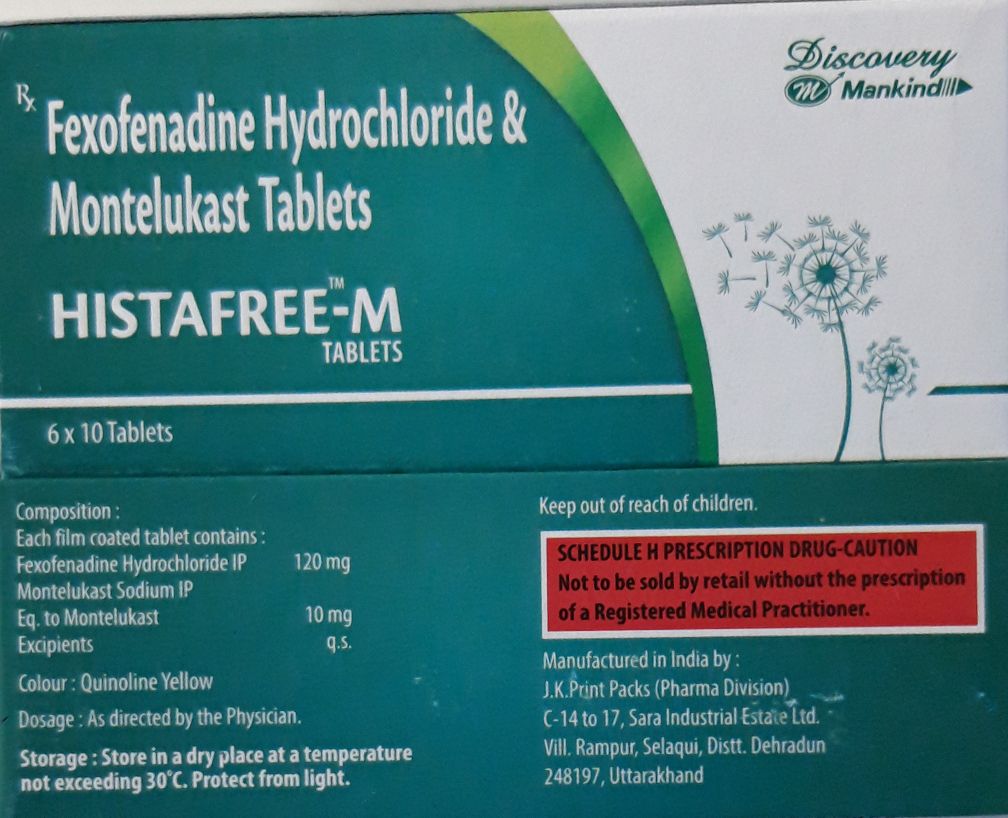 Discovery
M Mankind
Rx
Fexofenadine Hydrochloride &
Montelukast Tablets
HISTAFREE™-M
TABLETS
6 x 10 Tablets
Composition :
Each film coated tablet contains :
Fexofenadine Hydrochloride IP 120 mg
Montelukast Sodium IP
Eq. to Montelukast 10 mg
Excipients q.s.
Colour : Quinoline Yellow
Dosage : As directed by the Physician.
Storage : Store in a dry place at a temperature
not exceeding 30°C. Protect from light.
Keep out of reach of children.
SCHEDULE H PRESCRIPTION DRUG-CAUTION
Not to be sold by retail without the prescription
of a Registered Medical Practitioner.
Manufactured in India by :
J.K.Print Packs (Pharma Division)
C-14 to 17, Sara Industrial Estate Ltd.
Vill. Rampur, Selaqui, Distt. Dehradun
248197, Uttarakhand